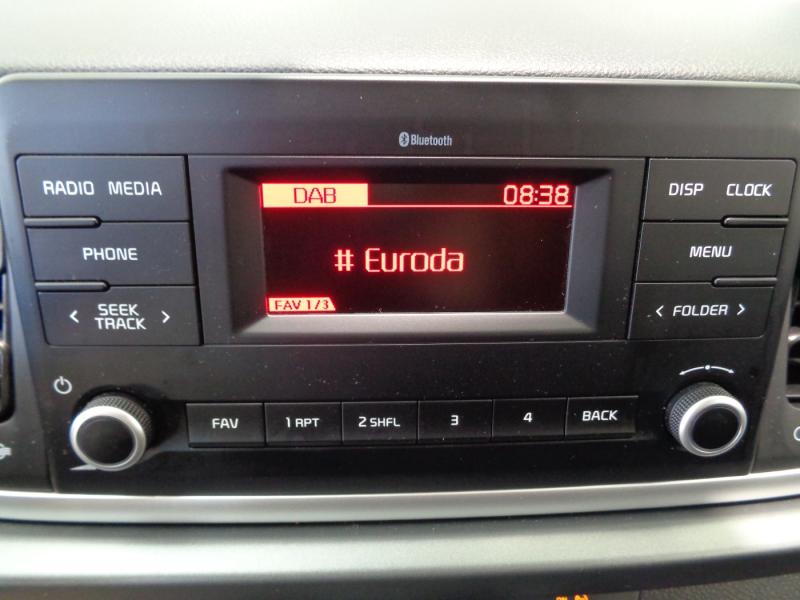 Bluetooth
RADIO MEDIA
DAB 08:38
DISP CLOCK
PHONE
# Euroda
MENU
< SEEK TRACK >
FAV 1/3
< FOLDER >
FAV
1 RPT
2 SHFL
3
4
BACK